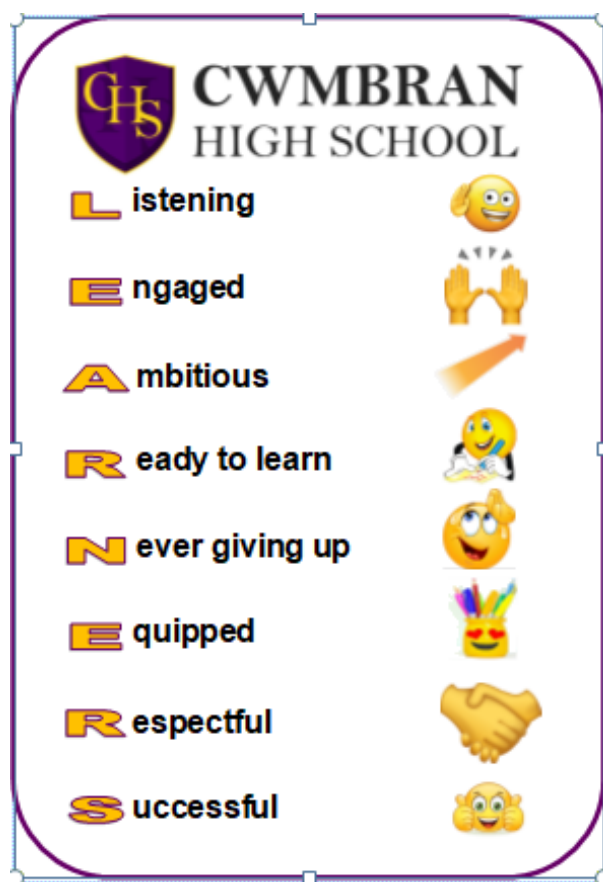 CHS
CWMBRAN
HIGH SCHOOL
Listening
Engaged
Ambitious
Ready to learn
Never giving up
Equipped
Respectful
Successful